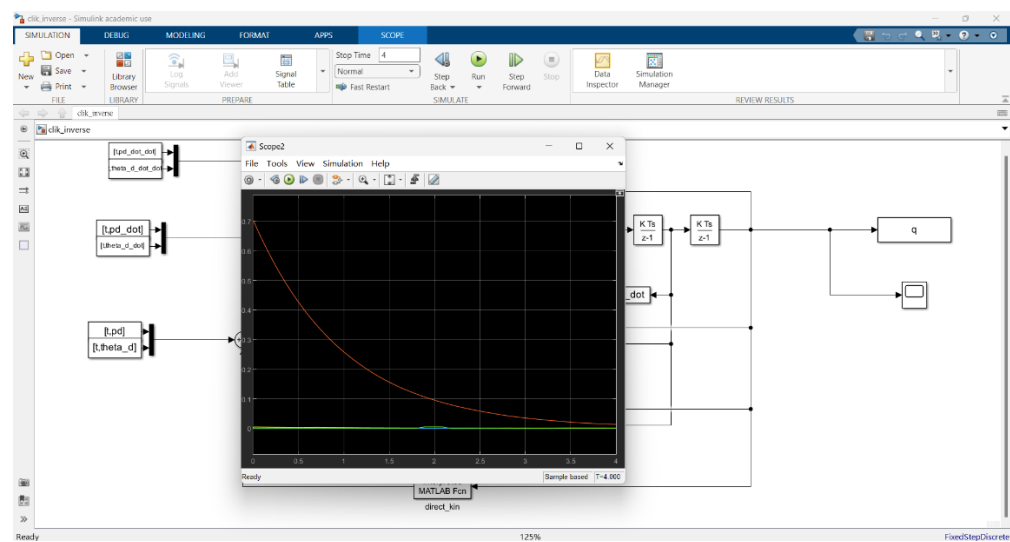 clik_inverse - Simulink academic use
SIMULATION DEBUG MODELING FORMAT APPS SCOPE
New
Open
Save
Print
FILE
Library
Browser
LIBRARY
Log
Signals
Add
Viewer
Signal
Table
PREPARE
Stop Time 4
Normal
Fast Restart
Step
Back
Run
Step
Forward
Stop
SIMULATE
Data
Inspector
Simulation
Manager
REVIEW RESULTS
clik_inverse
clik_inverse
[t,pd_dot_dot]
,theta_d_dot_dot
[t,pd_dot]
[t,theta_d_dot]
[t,pd]
[t,theta_d]
Scope2
File Tools View Simulation Help
0.7
0.6
0.5
0.4
0.3
0.2
0.1
0
0 0.5 1 1.5 2 2.5 3 3.5 4
Ready Sample based T=4.000
K Ts
z-1
K Ts
z-1
_dot
q
MATLAB Fcn
direct_kin
Ready 125% FixedStepDiscrete